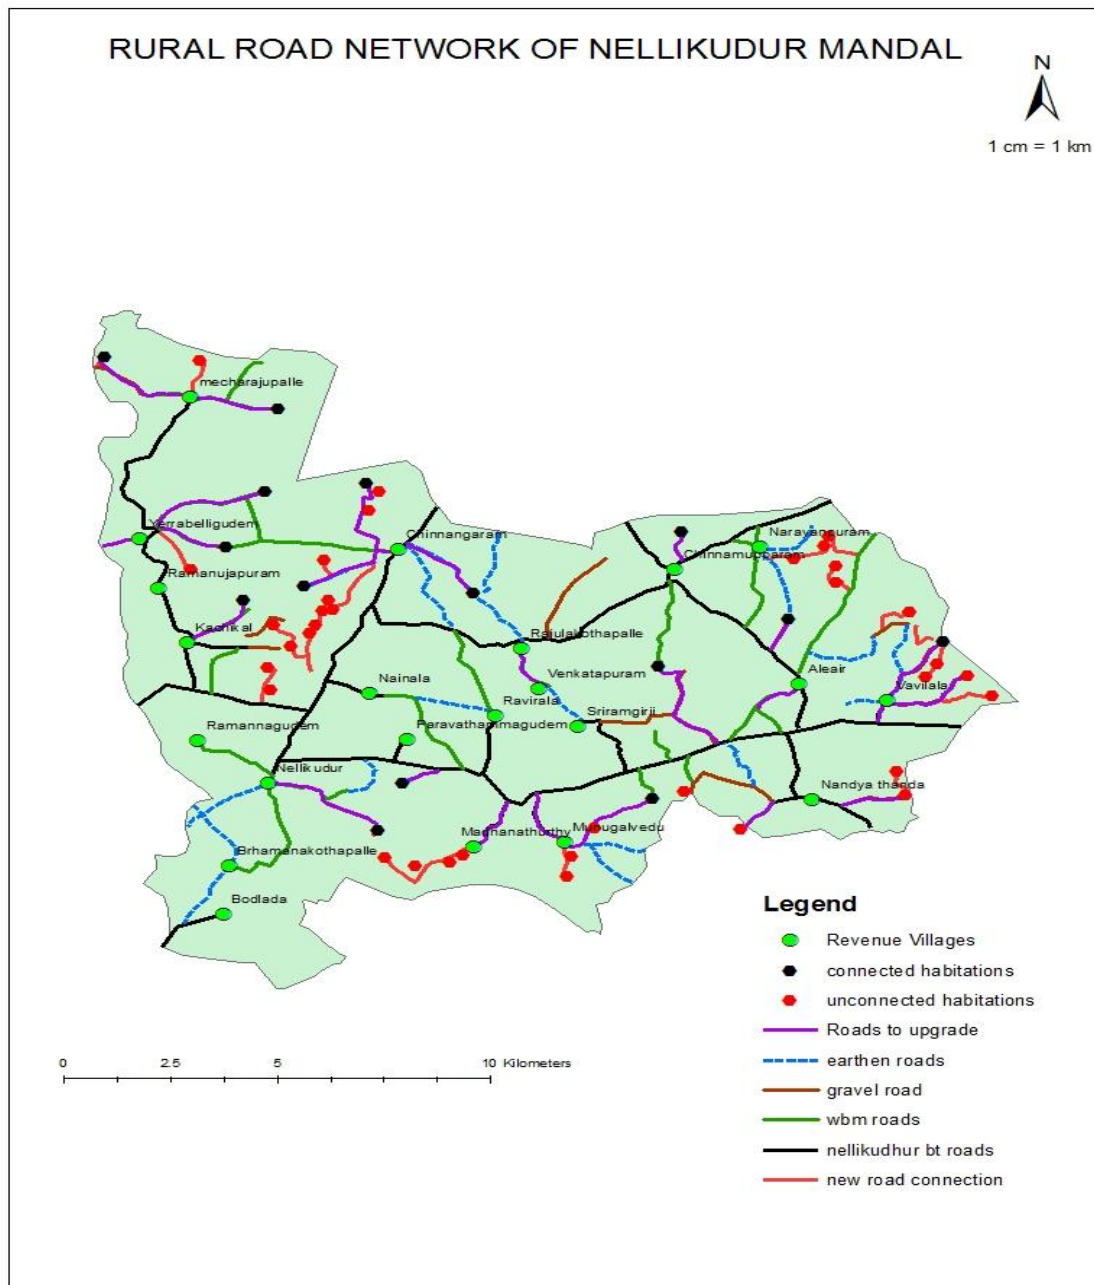 RURAL ROAD NETWORK OF NELLIKUDUR MANDAL
N
1 cm = 1 km
mecharajupalle
Yerrabelligudem
Chinnangaram
Narayanpuram
Chinnamupparam
Ramanujapuram
Kachikal
Rajulakothapalle
Venkatapuram
Aleair
Nainala
Ravirala
Vavilala
Ramannagudem
Paravathammagudem
Sriramgirji
Nellikudur
Nandya thanda
Mannanathurthy
Munugalvedu
Brhamanakothapalle
Bodlada
Legend
Revenue Villages
connected habitations
unconnected habitations
Roads to upgrade
earthen roads
gravel road
wbm roads
nellikudhur bt roads
new road connection
0 2.5 5 10 Kilometers